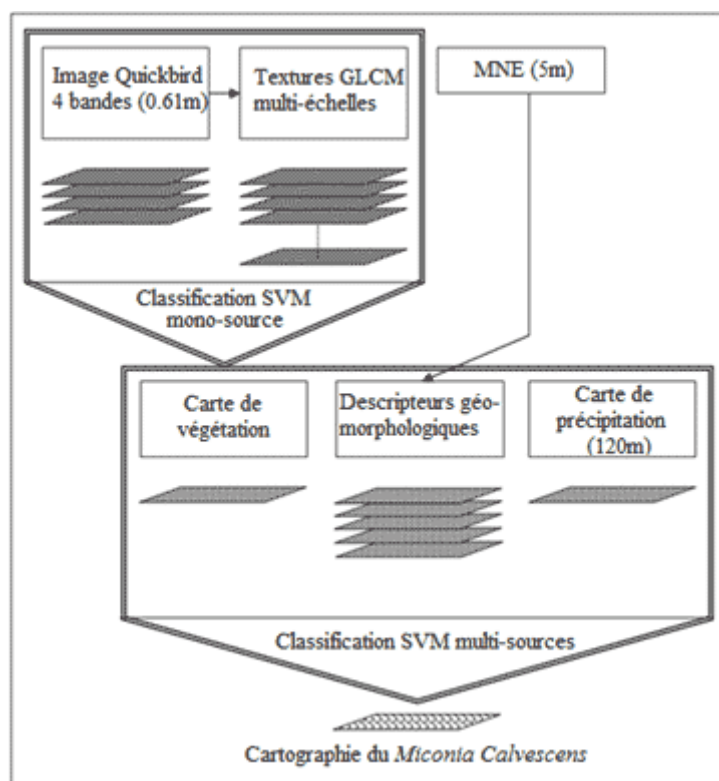 Image Quickbird
4 bandes (0.61m)
Textures GLCM
multi-échelles
MNE (5m)
Classification SVM
mono-source
Carte de
végétation
Descripteurs géo-
morphologiques
Carte de
précipitation
(120m)
Classification SVM multi-sources
Cartographie du Miconia Calvescens